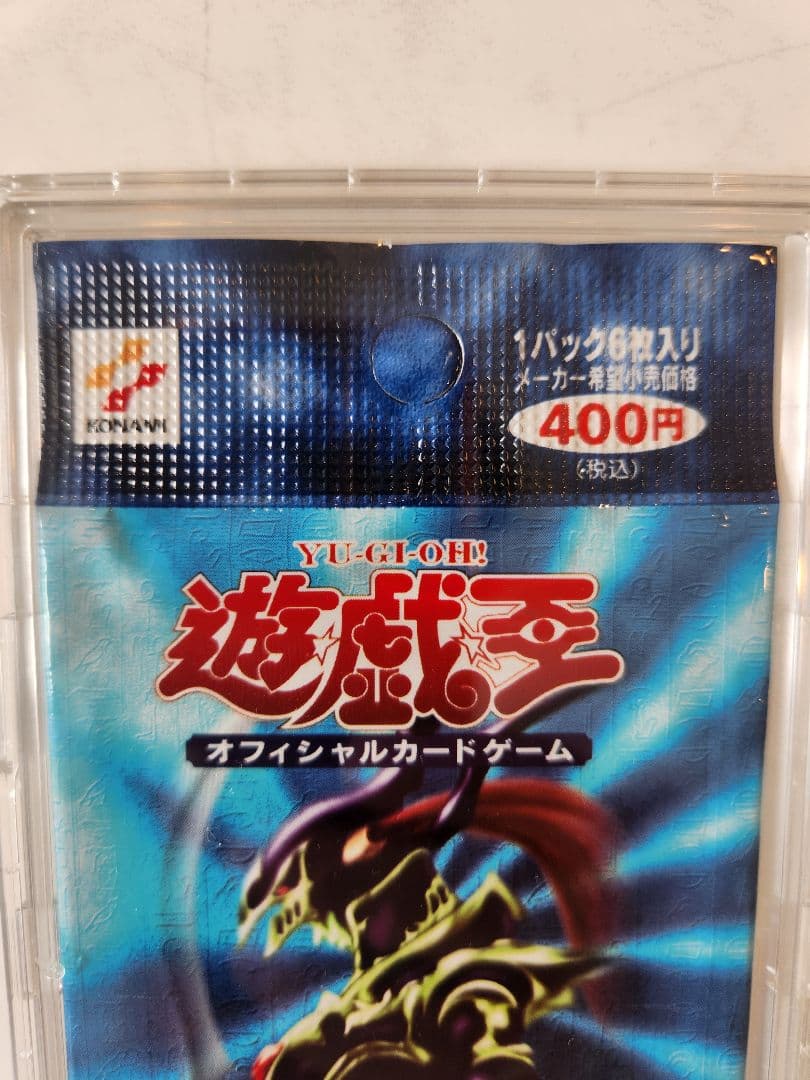 KONAMI
1パック6枚入り
メーカー希望小売価格
400円
(税込)
YU-GI-OH!
遊戯王
オフィシャルカードゲーム